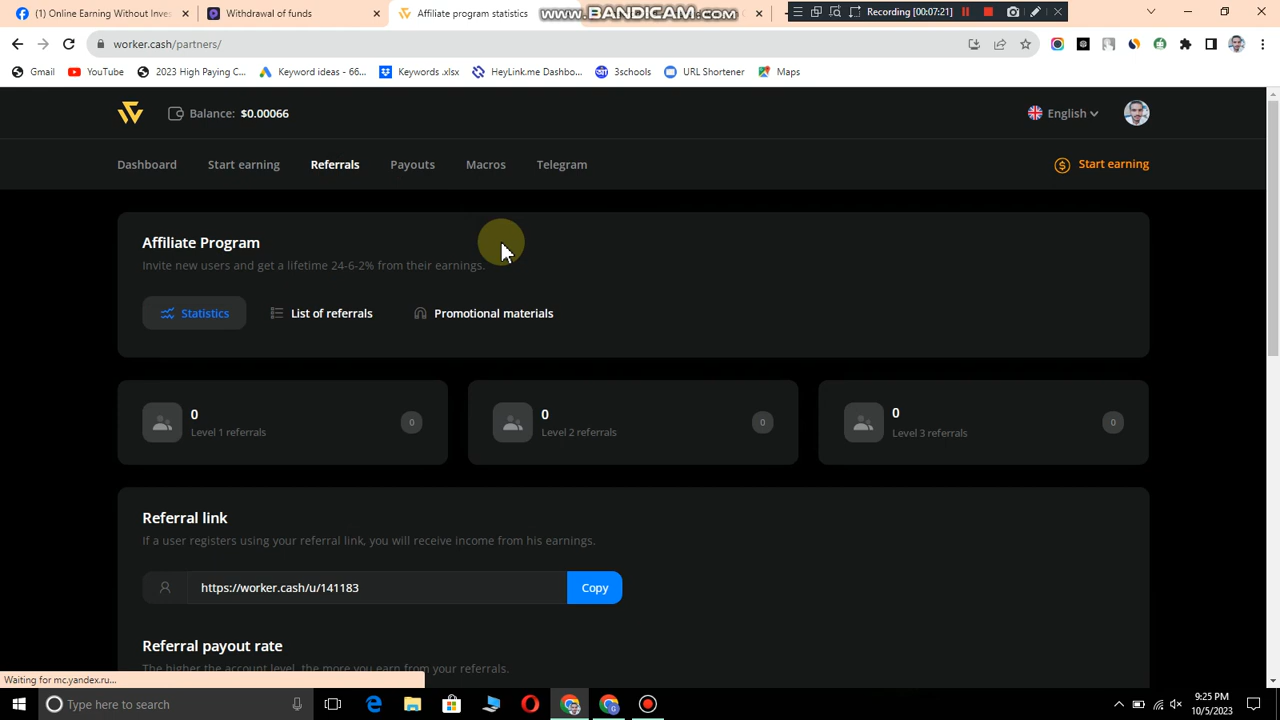 (1) Online Earning Without Inves
Withdrawal of funds
Affiliate program statistics
www.BANDICAM.com
Recording [00:07:21]
worker.cash/partners/
Gmail
YouTube
2023 High Paying C...
Keyword ideas - 66...
Keywords .xlsx
HeyLink.me Dashbo...
3schools
URL Shortener
Maps
Balance: $0.00066
English
Dashboard
Start earning
Referrals
Payouts
Macros
Telegram
Start earning
Affiliate Program
Invite new users and get a lifetime 24-6-2% from their earnings.
Statistics
List of referrals
Promotional materials
0
Level 1 referrals
0
0
Level 2 referrals
0
0
Level 3 referrals
0
Referral link
If a user registers using your referral link, you will receive income from his earnings.
https://worker.cash/u/141183
Copy
Referral payout rate
The higher the account level, the more you earn from your referrals.
Waiting for mc.yandex.ru...
Type here to search
9:25 PM
10/5/2023